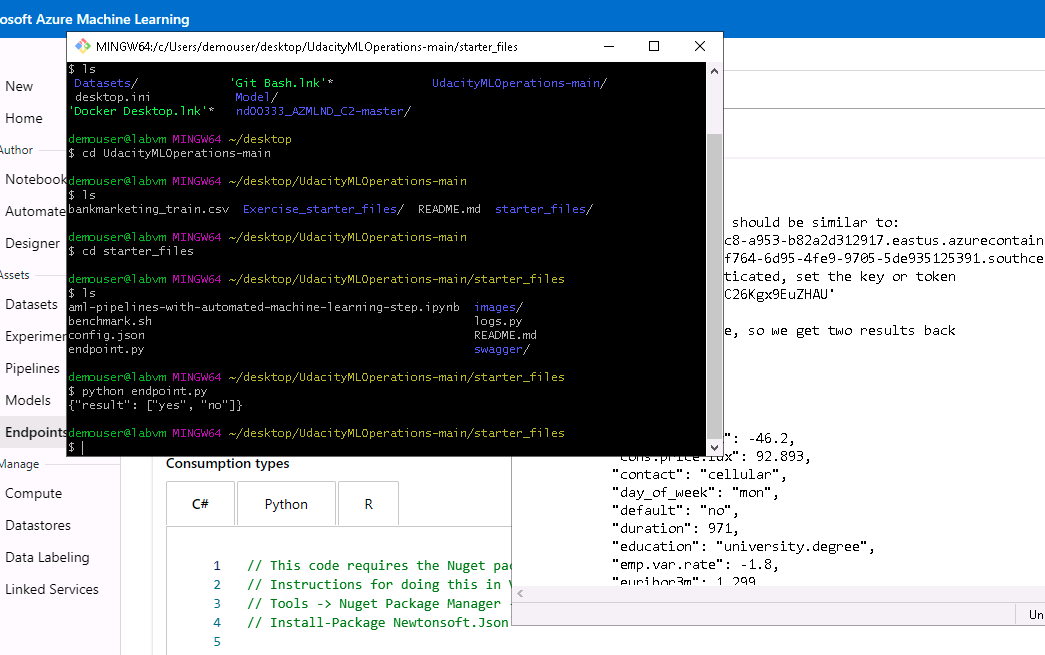 osoft Azure Machine Learning
MINGW64:/c/Users/demouser/desktop/UdacityMLOperations-main/starter_files
$ ls
Datasets/ 'Git Bash.lnk'* UdacityMLOperations-main/
desktop.ini Model/
'Docker Desktop.lnk'* nd00333_AZMLND_C2-master/
demouser@labvm MINGW64 ~/desktop
$ cd UdacityMLOperations-main
demouser@labvm MINGW64 ~/desktop/UdacityMLOperations-main
$ ls
bankmarketing_train.csv Exercise_starter_files/ README.md starter_files/
demouser@labvm MINGW64 ~/desktop/UdacityMLOperations-main
$ cd starter_files
demouser@labvm MINGW64 ~/desktop/UdacityMLOperations-main/starter_files
$ ls
aml-pipelines-with-automated-machine-learning-step.ipynb images/
benchmark.sh logs.py
config.json README.md
endpoint.py swagger/
demouser@labvm MINGW64 ~/desktop/UdacityMLOperations-main/starter_files
$ python endpoint.py
{"result": ["yes", "no"]}
demouser@labvm MINGW64 ~/desktop/UdacityMLOperations-main/starter_files
$
New
Home
Author
Notebook
Automate
Designer
Assets
Datasets
Experimen
Pipelines
Models
Endpoints
Manage
Compute
Datastores
Data Labeling
Linked Services
should be similar to:
c8-a953-b82a2d312917.eastus.azurecontain
f764-6d95-4fe9-9705-5de935125391.southce
ticated, set the key or token
C26Kgx9EuZHAU'
e, so we get two results back
": -46.2,
"cons.price.idx": 92.893,
"contact": "cellular",
"day_of_week": "mon",
"default": "no",
"duration": 971,
"education": "university.degree",
"emp.var.rate": -1.8,
"euribor3m": 1.299
Un
Consumption types
C# Python R
1 // This code requires the Nuget pac
2 // Instructions for doing this in V
3 // Tools -> Nuget Package Manager -
4 // Install-Package Newtonsoft.Json
5